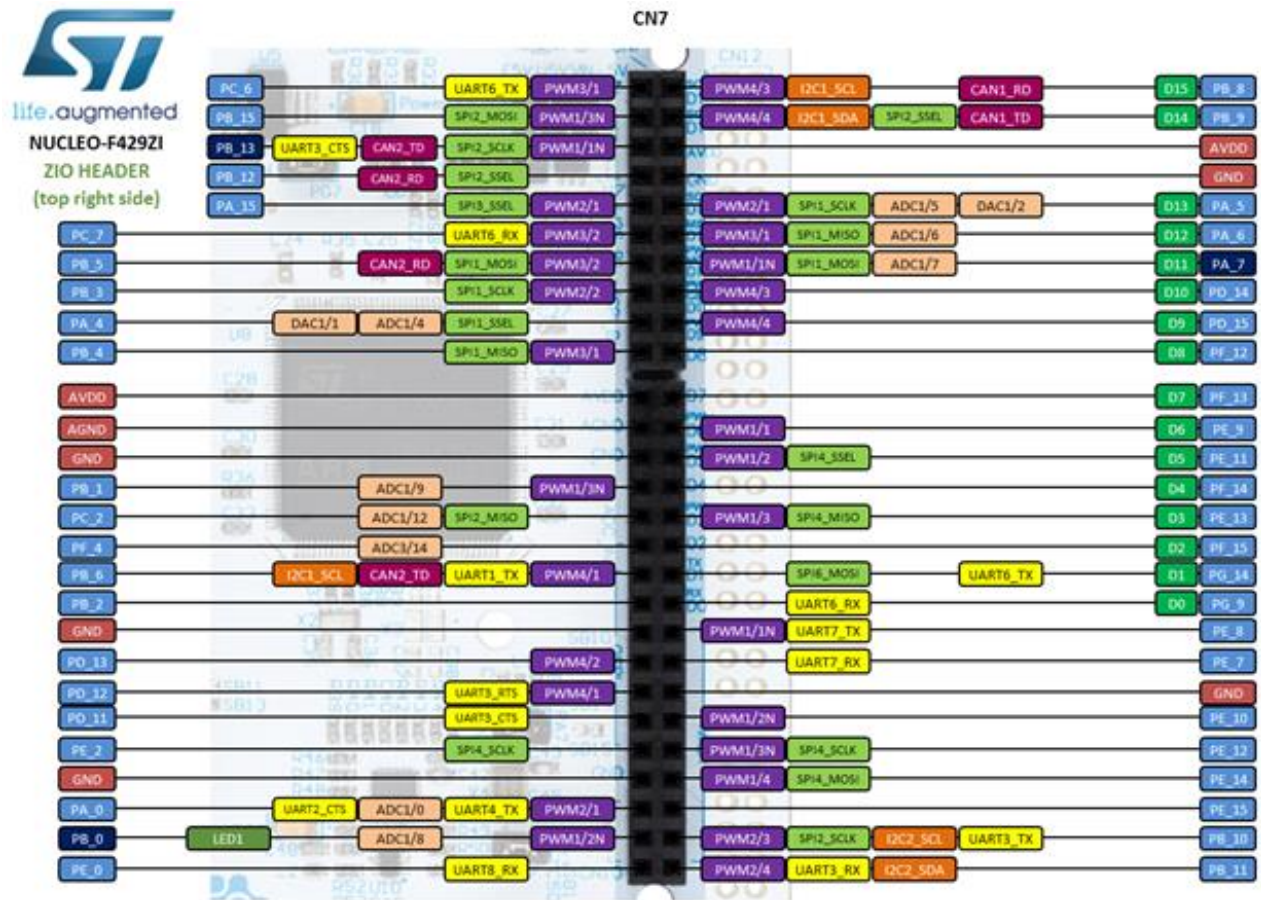 CN7
life.augmented
NUCLEO-F429ZI
ZIO HEADER
(top right side)
PC_6 UART6_TX PWM3/1 PWM4/3 I2C1_SCL CAN1_RD D15 PB_8
PB_15 SPI2_MOSI PWM1/3N PWM4/4 I2C1_SDA SPI2_SSEL CAN1_TD D14 PB_9
PB_13 UART3_CTS CAN2_TD SPI2_SCLK PWM1/1N AVDD
PB_12 CAN2_RD SPI2_SSEL GND
PA_15 SPI3_SSEL PWM2/1 PWM2/1 SPI1_SCLK ADC1/5 DAC1/2 D13 PA_5
PC_7 UART6_RX PWM3/2 PWM3/1 SPI1_MISO ADC1/6 D12 PA_6
PB_5 CAN2_RD SPI1_MOSI PWM3/2 PWM1/1N SPI1_MOSI ADC1/7 D11 PA_7
PB_3 SPI1_SCLK PWM2/2 PWM4/3 D10 PD_14
PA_4 DAC1/1 ADC1/4 SPI1_SSEL PWM4/4 D9 PD_15
PB_4 SPI1_MISO PWM3/1 D8 PF_12
AVDD D7 PF_13
AGND PWM1/1 D6 PE_9
GND PWM1/2 SPI4_SSEL D5 PE_11
PB_1 ADC1/9 PWM1/3N D4 PF_14
PC_2 ADC1/12 SPI2_MISO PWM1/3 SPI4_MISO D3 PE_13
PF_4 ADC3/14 D2 PF_15
PB_6 I2C1_SCL CAN2_TD UART1_TX PWM4/1 SPI6_MOSI UART6_TX D1 PG_14
PB_2 UART6_RX D0 PG_9
GND PWM1/1N UART7_TX PE_8
PD_13 PWM4/2 UART7_RX PE_7
PD_12 UART3_RTS PWM4/1 GND
PD_11 UART3_CTS PWM1/2N PE_10
PE_2 SPI4_SCLK PWM1/3N SPI4_SCLK PE_12
GND PWM1/4 SPI4_MOSI PE_14
PA_0 UART2_CTS ADC1/0 UART4_TX PWM2/1 PE_15
PB_0 LED1 ADC1/8 PWM1/2N PWM2/3 SPI2_SCLK I2C2_SCL UART3_TX PB_10
PE_0 UART8_RX PWM2/4 UART3_RX I2C2_SDA PB_11